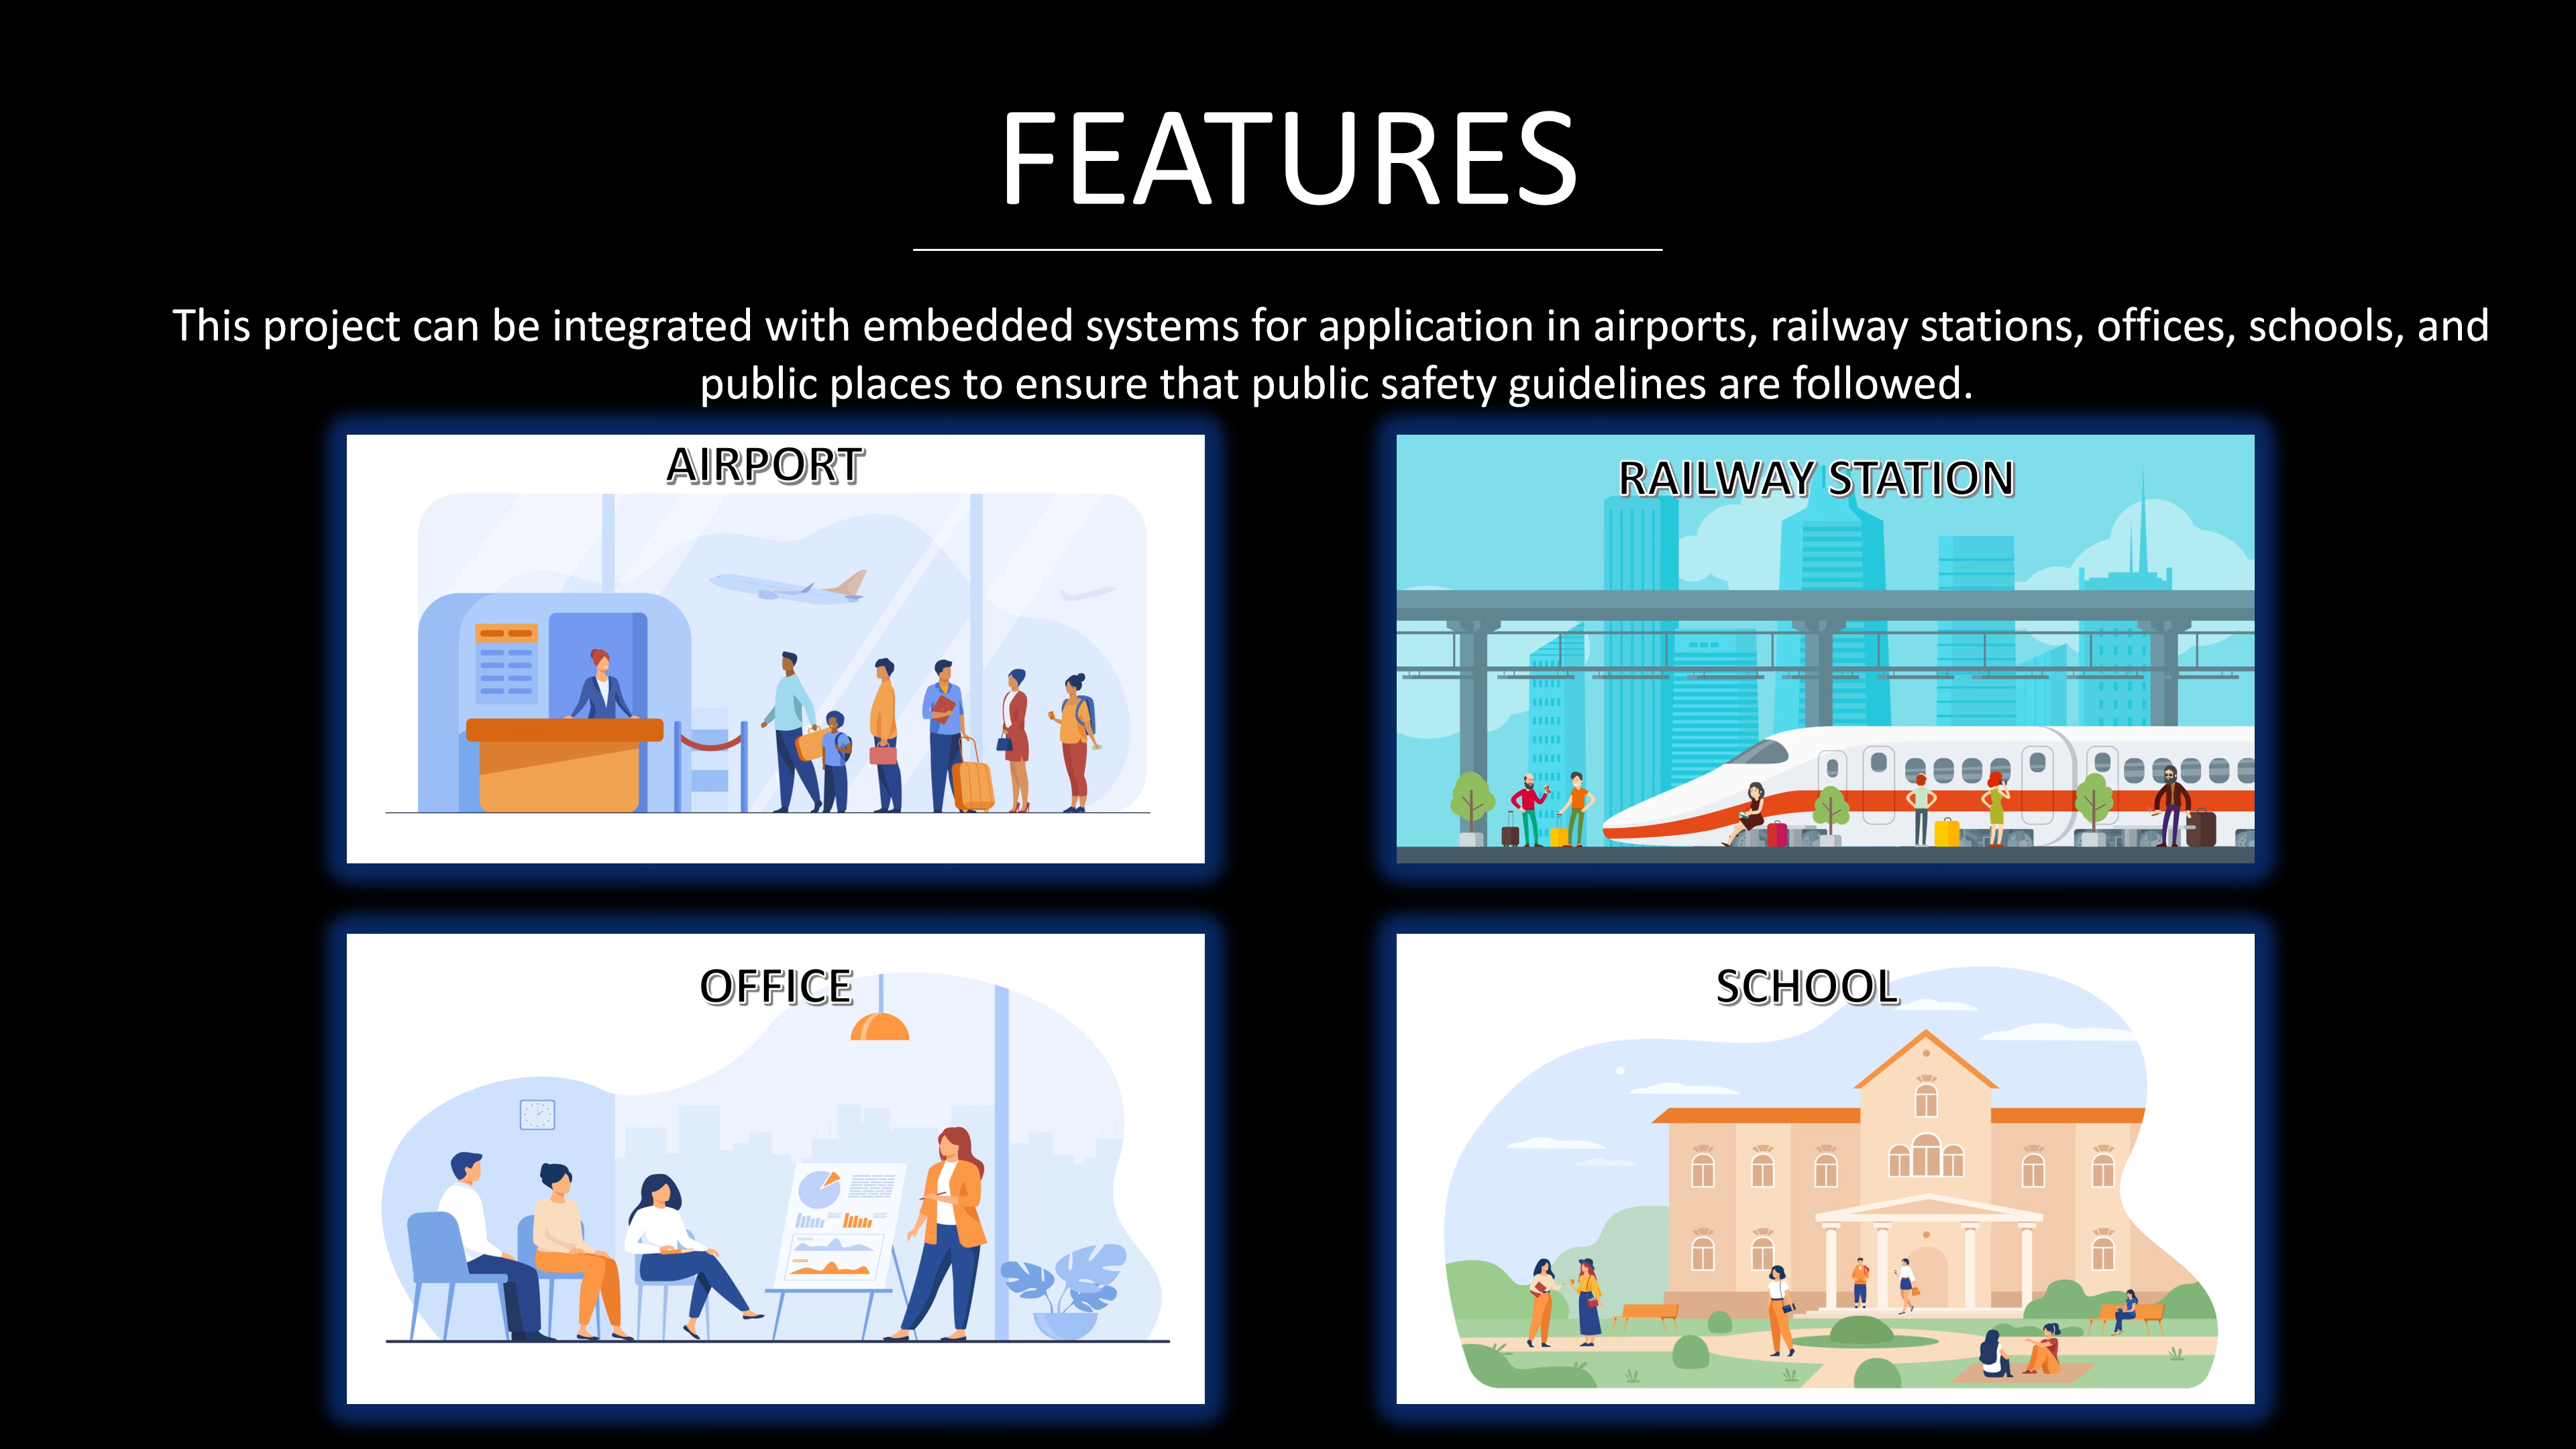 FEATURES
This project can be integrated with embedded systems for application in airports, railway stations, offices, schools, and
public places to ensure that public safety guidelines are followed.
AIRPORT
RAILWAY STATION
OFFICE
SCHOOL